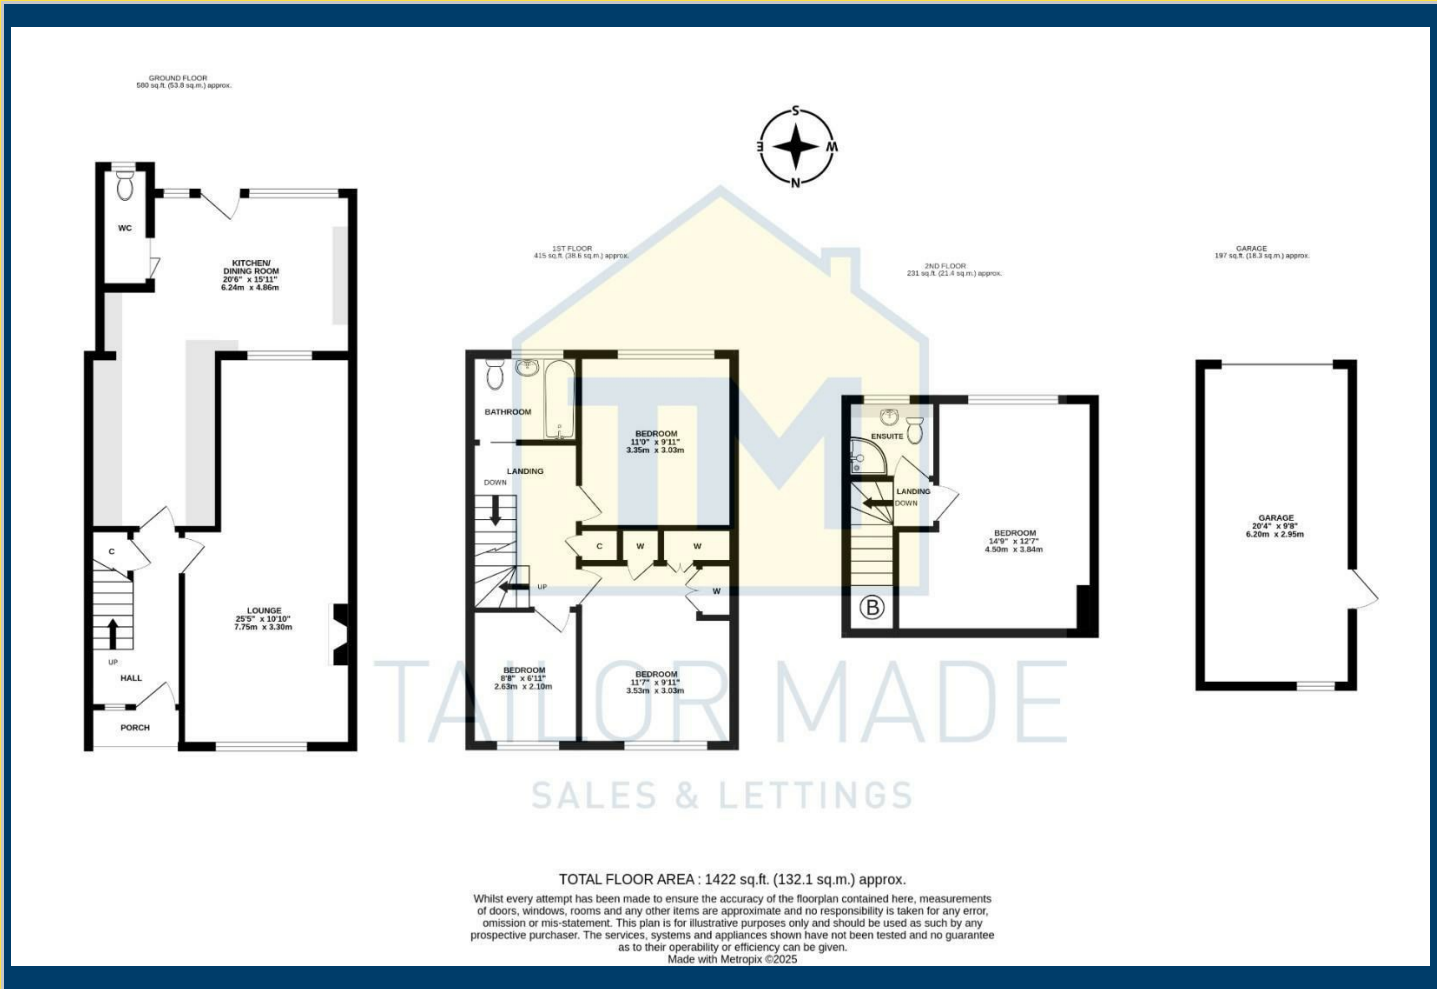 GROUND FLOOR
580 sq.ft. (53.8 sq.m.) approx.
S
E
W
N
1ST FLOOR
415 sq.ft. (38.6 sq.m.) approx.
2ND FLOOR
231 sq.ft. (21.4 sq.m.) approx.
GARAGE
197 sq.ft. (18.3 sq.m.) approx.
WC
KITCHEN/
DINING ROOM
20'6" x 15'11"
6.24m x 4.86m
C
LOUNGE
25'5" x 10'10"
7.75m x 3.30m
UP
HALL
PORCH
BATHROOM
BEDROOM
11'0" x 9'11"
3.35m x 3.03m
LANDING
DOWN
C
W
W
W
UP
BEDROOM
8'8" x 6'11"
2.63m x 2.10m
BEDROOM
11'7" x 9'11"
3.53m x 3.03m
ENSUITE
LANDING
DOWN
BEDROOM
14'9" x 12'7"
4.50m x 3.84m
B
GARAGE
20'4" x 9'8"
6.20m x 2.95m
TM
TAILOR MADE
SALES & LETTINGS
TOTAL FLOOR AREA : 1422 sq.ft. (132.1 sq.m.) approx.
Whilst every attempt has been made to ensure the accuracy of the floorplan contained here, measurements
of doors, windows, rooms and any other items are approximate and no responsibility is taken for any error,
omission or mis-statement. This plan is for illustrative purposes only and should be used as such by any
prospective purchaser. The services, systems and appliances shown have not been tested and no guarantee
as to their operability or efficiency can be given.
Made with Metropix ©2025